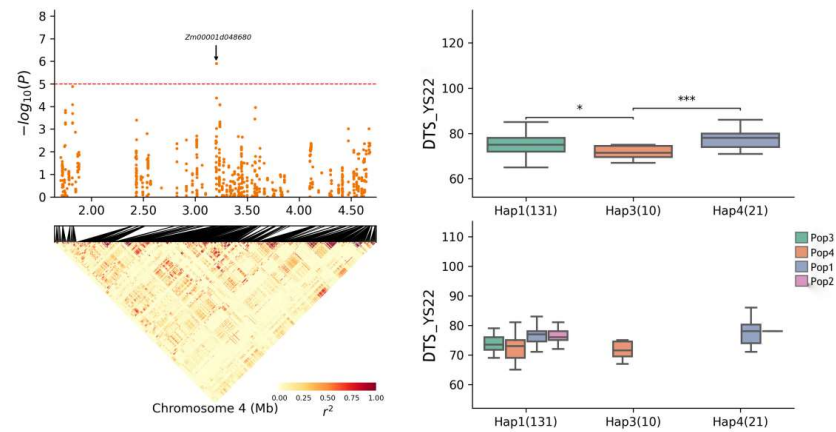 8
7
6
5
4
3
2
1
0
−log10(P)
Zm00001d048680
2.00 2.50 3.00 3.50 4.00 4.50
0.00 0.25 0.50 0.75 1.00
r²
Chromosome 4 (Mb)
120
100
80
60
DTS_YS22
* ***
Hap1(131) Hap3(10) Hap4(21)
110
100
90
80
70
60
DTS_YS22
Hap1(131) Hap3(10) Hap4(21)
Pop3
Pop4
Pop1
Pop2